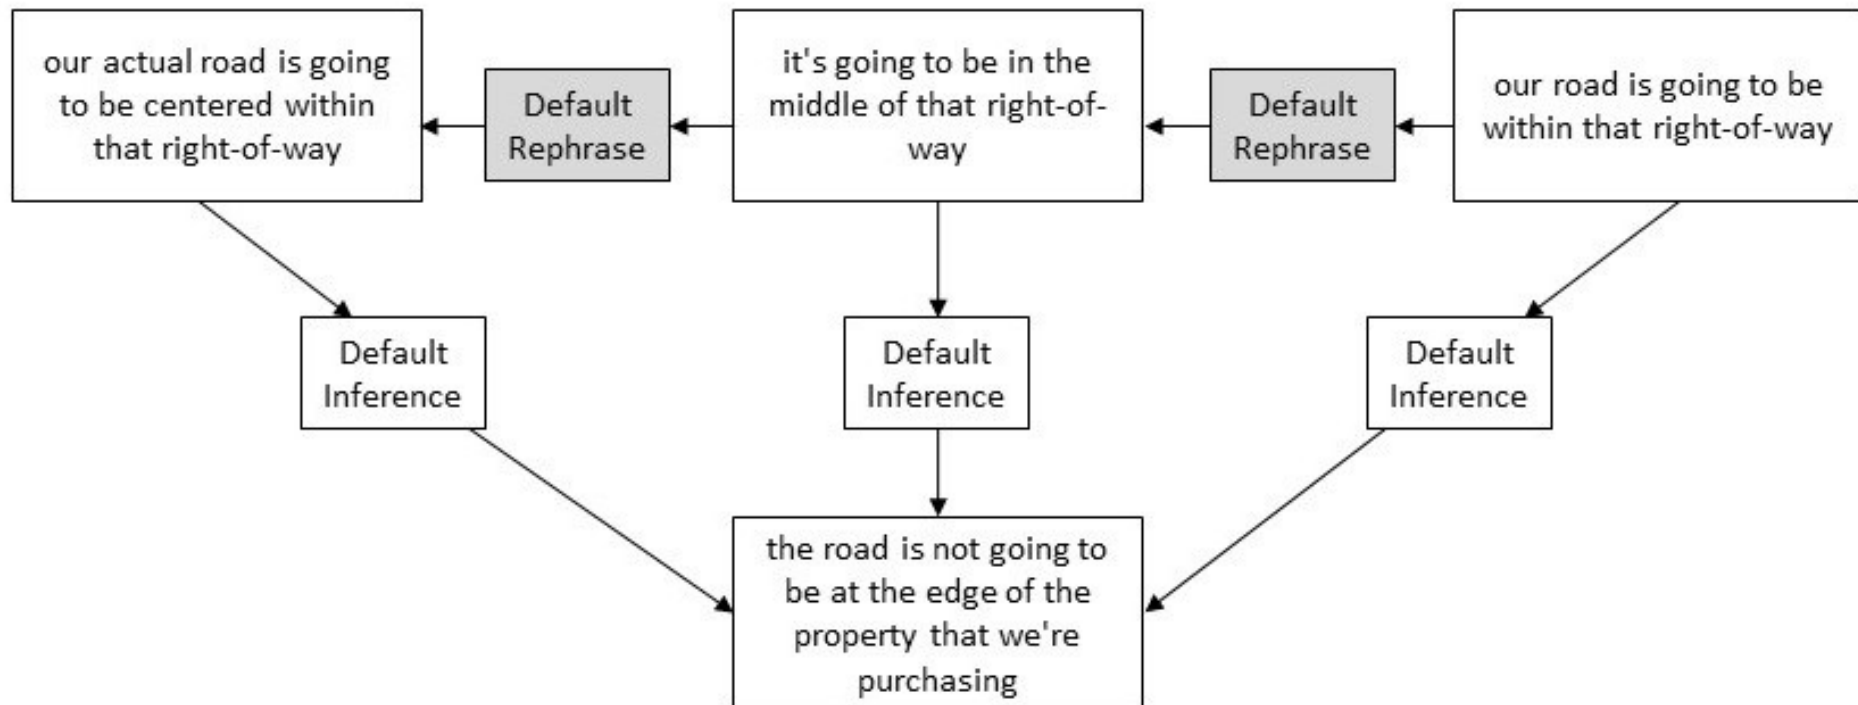 our actual road is going
to be centered within
that right-of-way
Default
Rephrase
it's going to be in the
middle of that right-of-
way
Default
Rephrase
our road is going to be
within that right-of-way
Default
Inference
Default
Inference
Default
Inference
the road is not going to
be at the edge of the
property that we're
purchasing